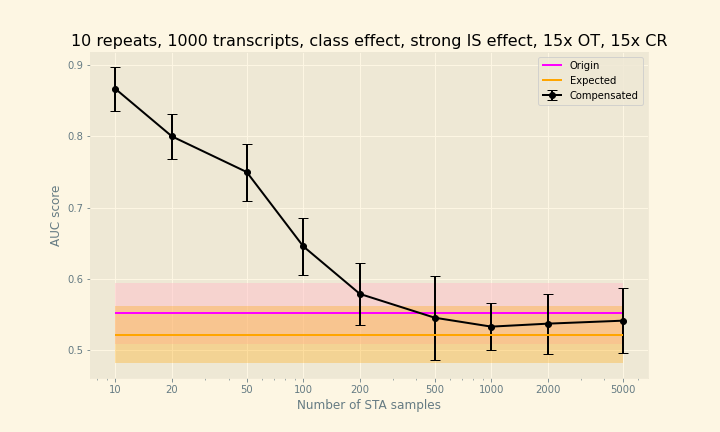 10 repeats, 1000 transcripts, class effect, strong IS effect, 15x OT, 15x CR
Origin
Expected
Compensated
AUC score
0.9
0.8
0.7
0.6
0.5
10 20 50 100 200 500 1000 2000 5000
Number of STA samples